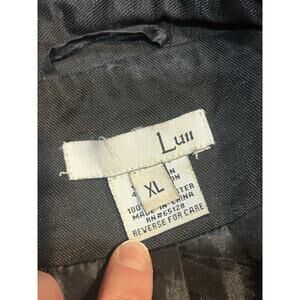 Luii
XL
100
MADE IN CHINA
RN#65128
REVERSE FOR CARE